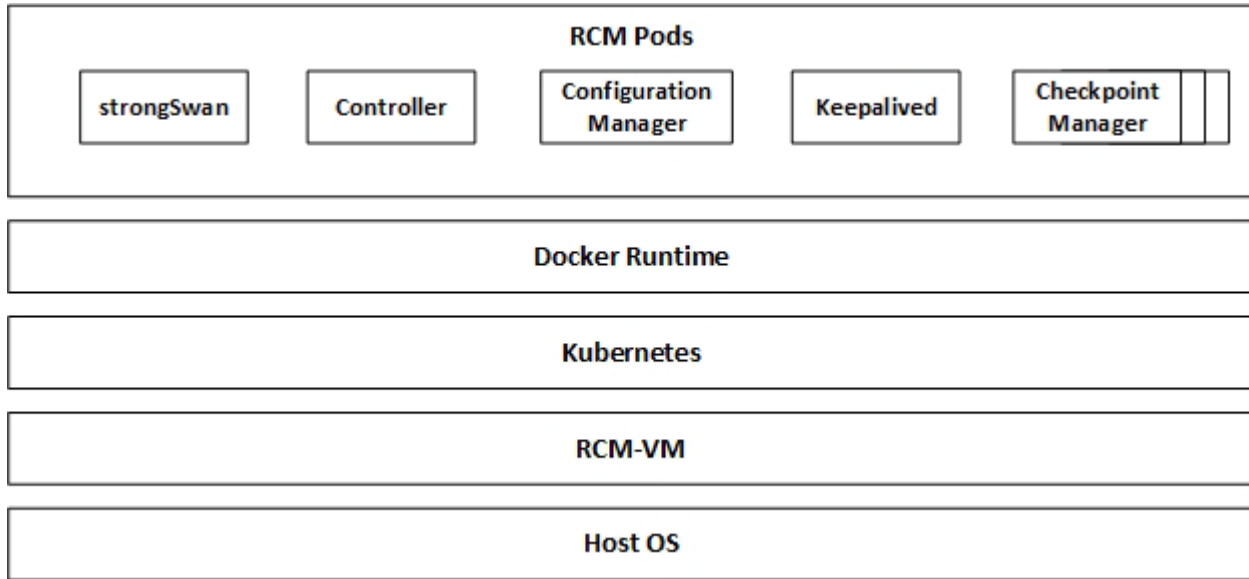 RCM Pods
strongSwan
Controller
Configuration
Manager
Keepalived
Checkpoint
Manager
Docker Runtime
Kubernetes
RCM-VM
Host OS